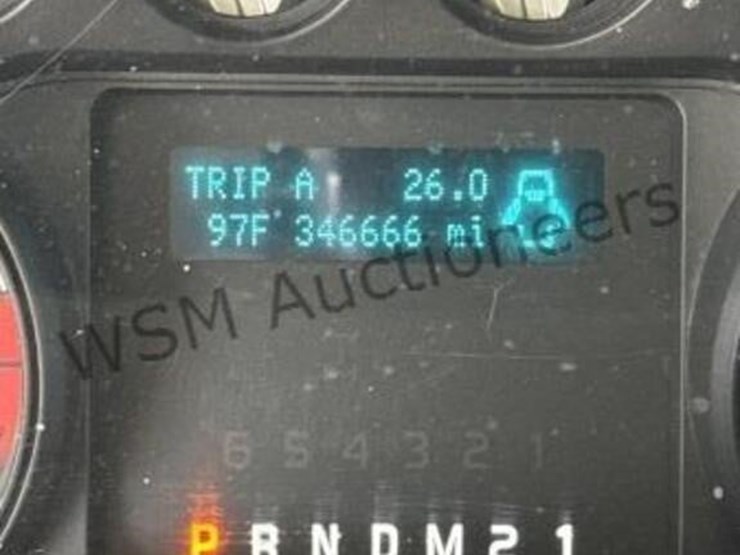 TRIP A 26.0
97F 346666 mi
WSM Auctioneers
6 5 4 3 2 1
P R N D M 2 1